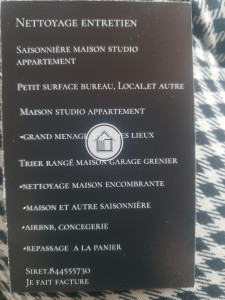 Nettoyage entretien
Saisonnière maison studio
appartement
Petit surface bureau, Local,et autre
Maison studio appartement
•grand menage es lieux
Trier rangé maison garage grenier
•nettoyage maison encombrante
•maison et autre saisonnière
•airbnb, concegerie
•repassage a la panier
Siret.844555730
Je fait facture